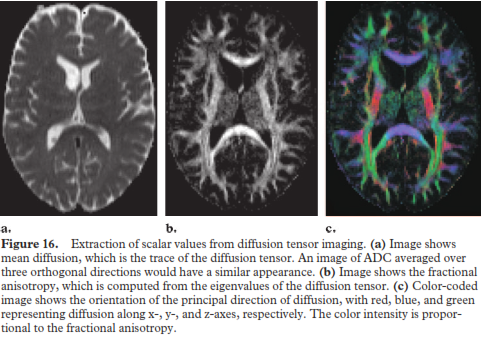 a.
b.
c.
Figure 16. Extraction of scalar values from diffusion tensor imaging. (a) Image shows
mean diffusion, which is the trace of the diffusion tensor. An image of ADC averaged over
three orthogonal directions would have a similar appearance. (b) Image shows the fractional
anisotropy, which is computed from the eigenvalues of the diffusion tensor. (c) Color-coded
image shows the orientation of the principal direction of diffusion, with red, blue, and green
representing diffusion along x-, y-, and z-axes, respectively. The color intensity is propor-
tional to the fractional anisotropy.